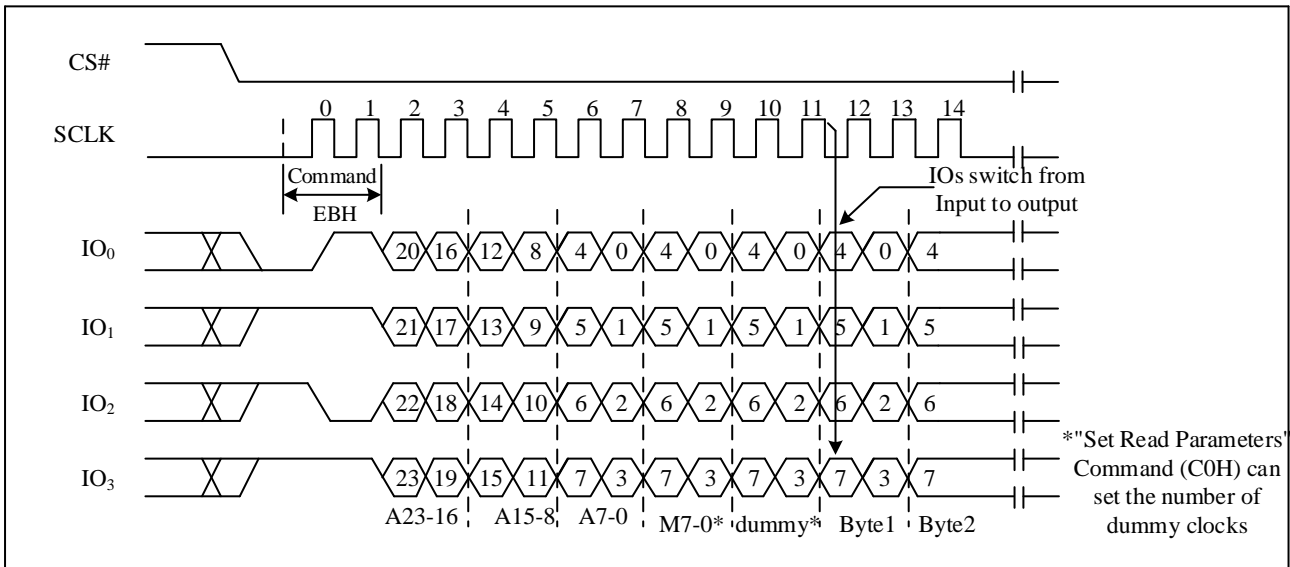 CS#
0 1 2 3 4 5 6 7 8 9 10 11 12 13 14
SCLK
Command
EBH
IOs switch from
Input to output
IO₀ 20 16 12 8 4 0 4 0 4 0 4 0 4
IO₁ 21 17 13 9 5 1 5 1 5 1 5 1 5
IO₂ 22 18 14 10 6 2 6 2 6 2 6 2 6
IO₃ 23 19 15 11 7 3 7 3 7 3 7 3 7
A23-16 A15-8 A7-0 M7-0* dummy* Byte1 Byte2
*"Set Read Parameters"
Command (C0H) can
set the number of
dummy clocks